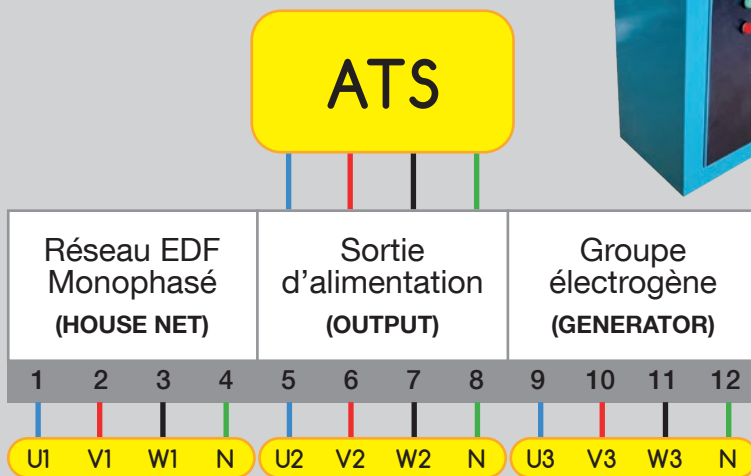 ATS
Réseau EDF
Monophasé
(HOUSE NET)
Sortie
d’alimentation
(OUTPUT)
Groupe
électrogène
(GENERATOR)
1 2 3 4 5 6 7 8 9 10 11 12
U1 V1 W1 N U2 V2 W2 N U3 V3 W3 N